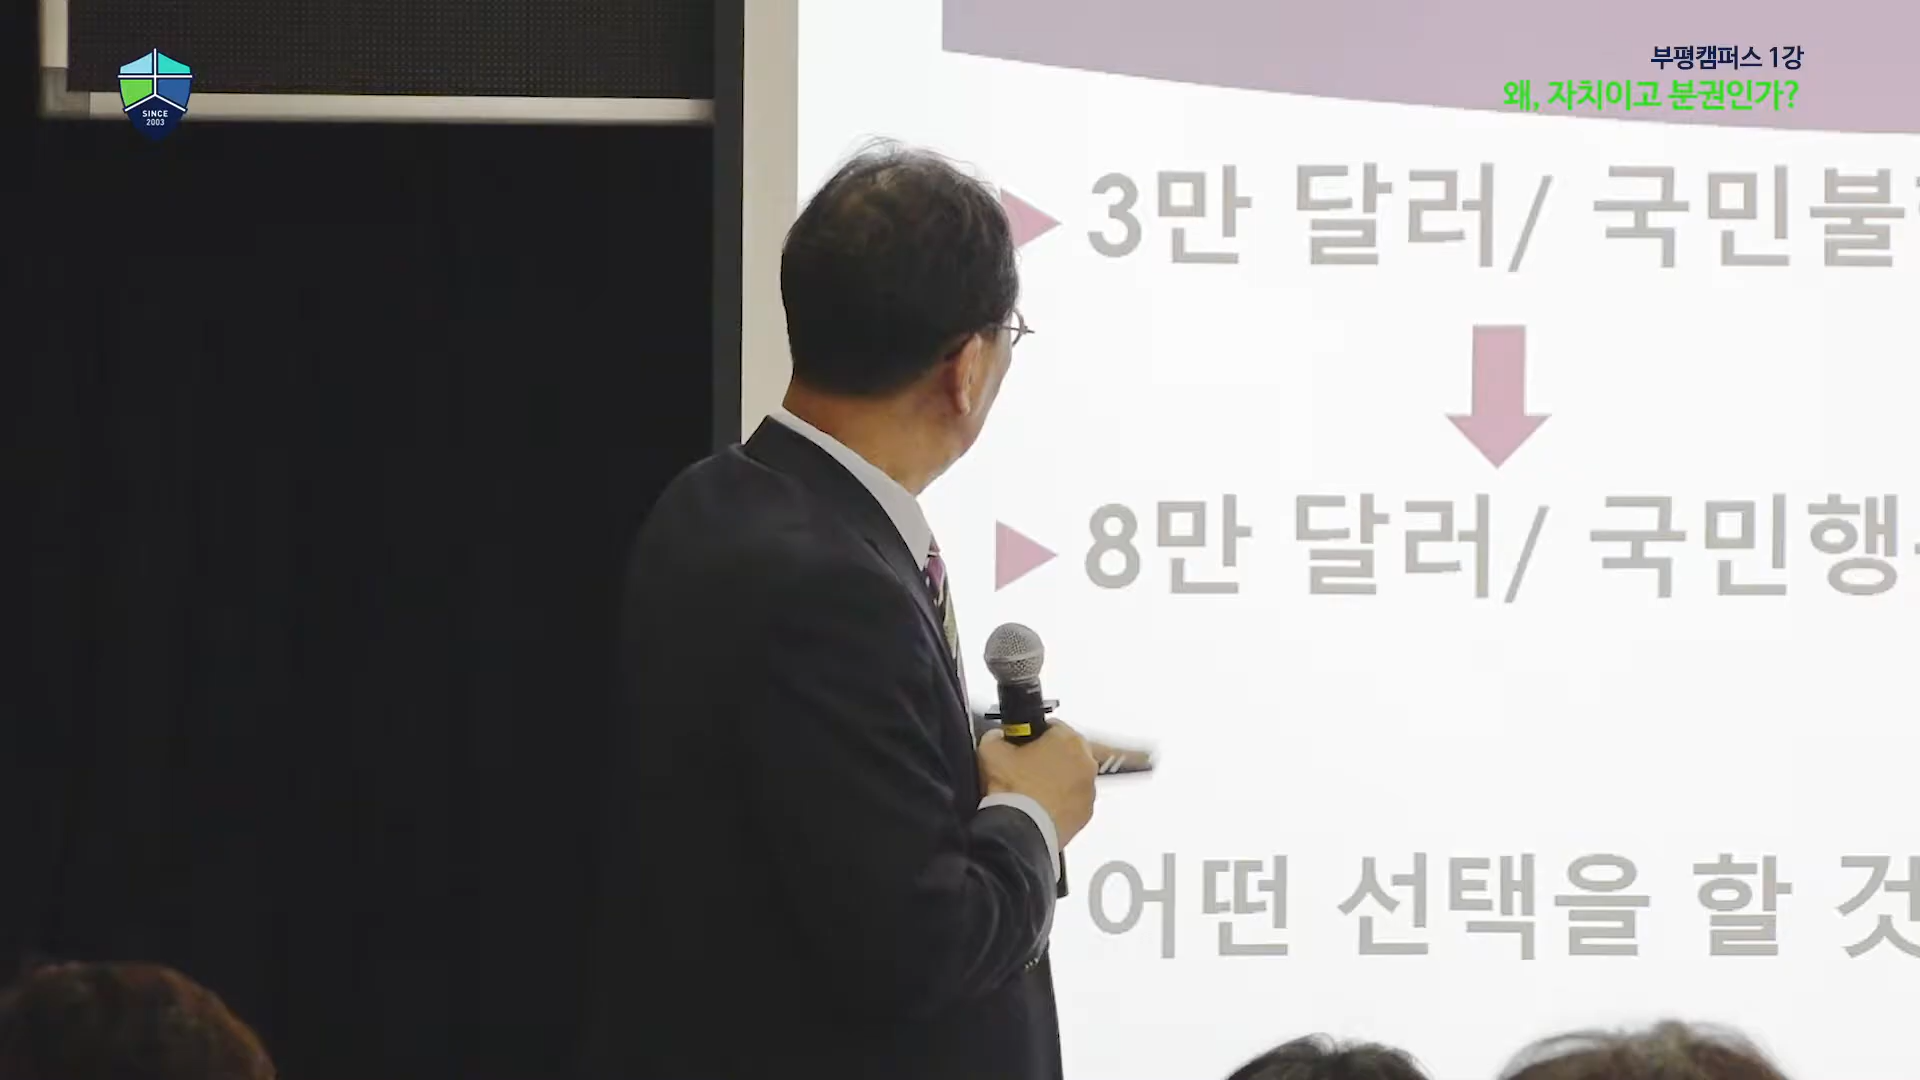 SINCE
2003
부평캠퍼스 1강
왜, 자치이고 분권인가?
3만 달러/ 국민불
8만 달러/ 국민행
어떤 선택을 할 것